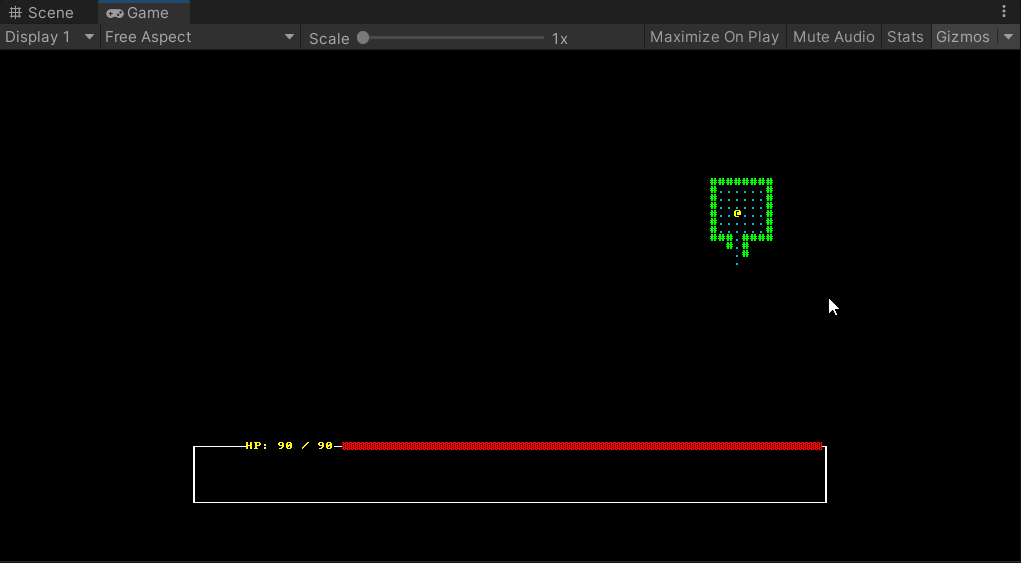 Scene Game
Display 1 Free Aspect Scale 1x Maximize On Play Mute Audio Stats Gizmos
HP: 90 / 90